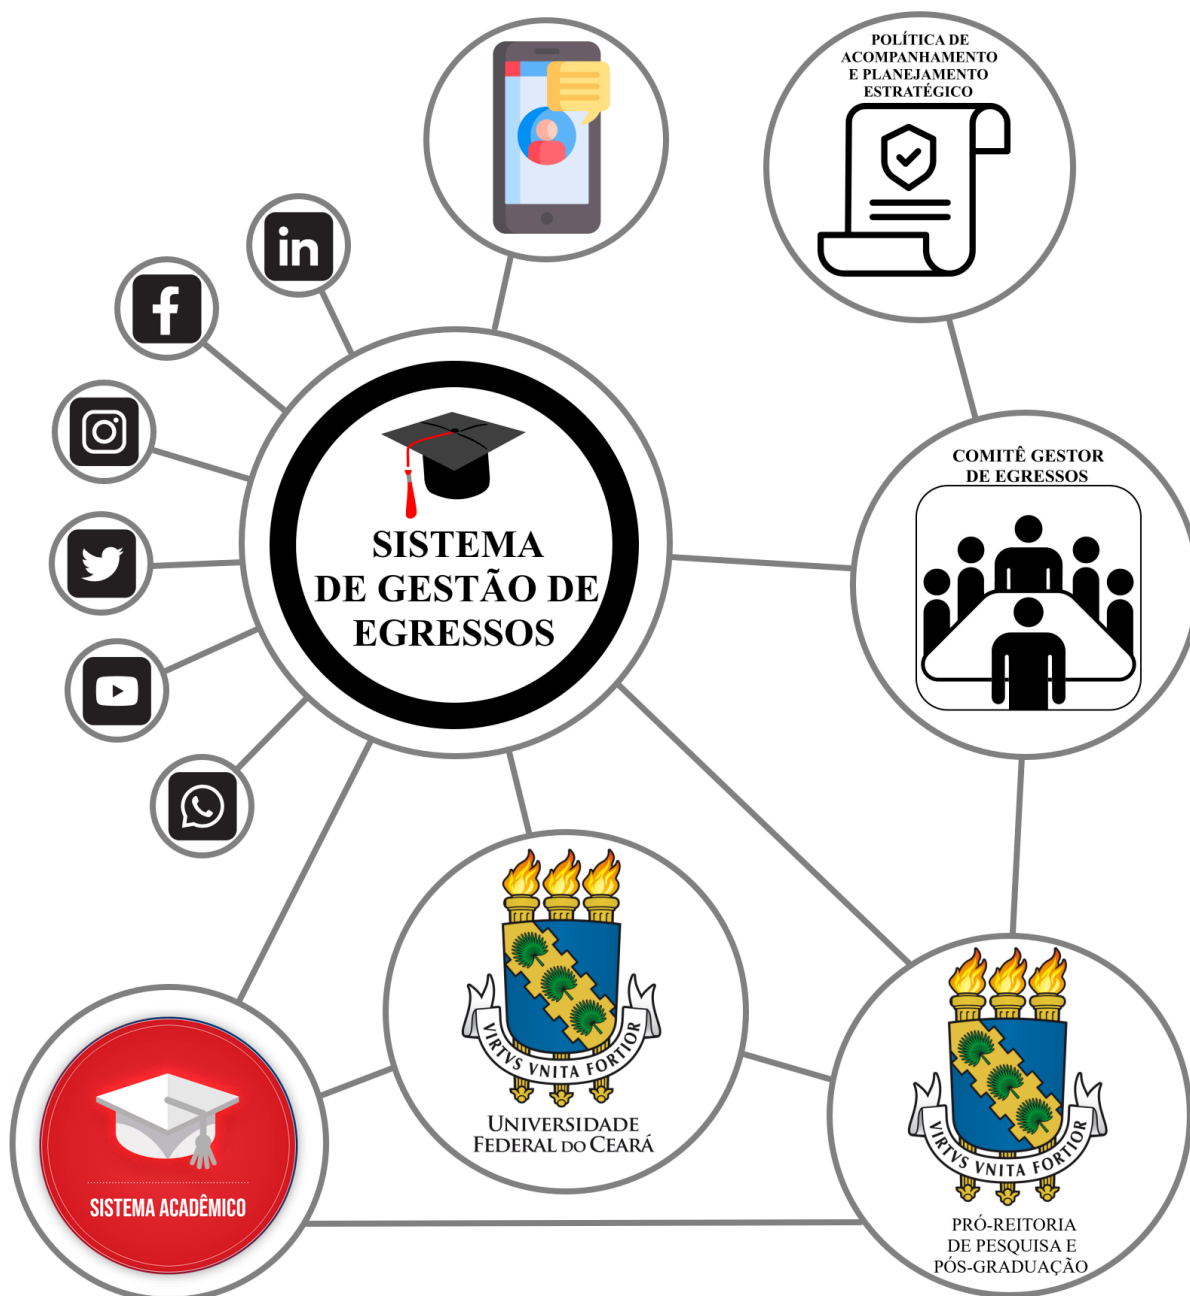 POLÍTICA DE
ACOMPANHAMENTO
E PLANEJAMENTO
ESTRATÉGICO
in
f
COMITÊ GESTOR
DE EGRESSOS
SISTEMA
DE GESTÃO DE
EGRESSOS
VIRTVS VNITA FORTIOR
UNIVERSIDADE
FEDERAL DO CEARÁ
SISTEMA ACADÊMICO
VIRTVS VNITA FORTIOR
PRÓ-REITORIA
DE PESQUISA E
PÓS-GRADUAÇÃO